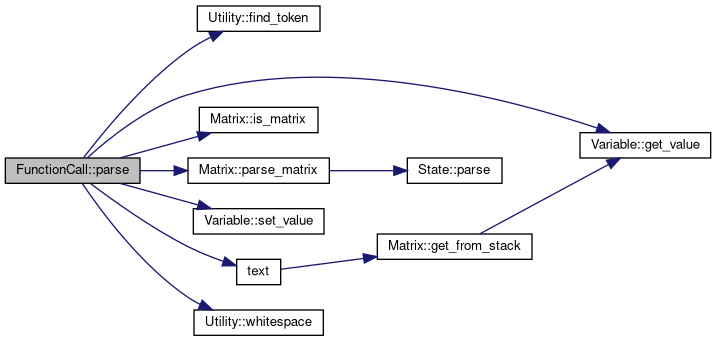 Utility::find_token
Matrix::is_matrix
Variable::get_value
FunctionCall::parse
Matrix::parse_matrix
State::parse
Variable::set_value
Matrix::get_from_stack
text
Utility::whitespace